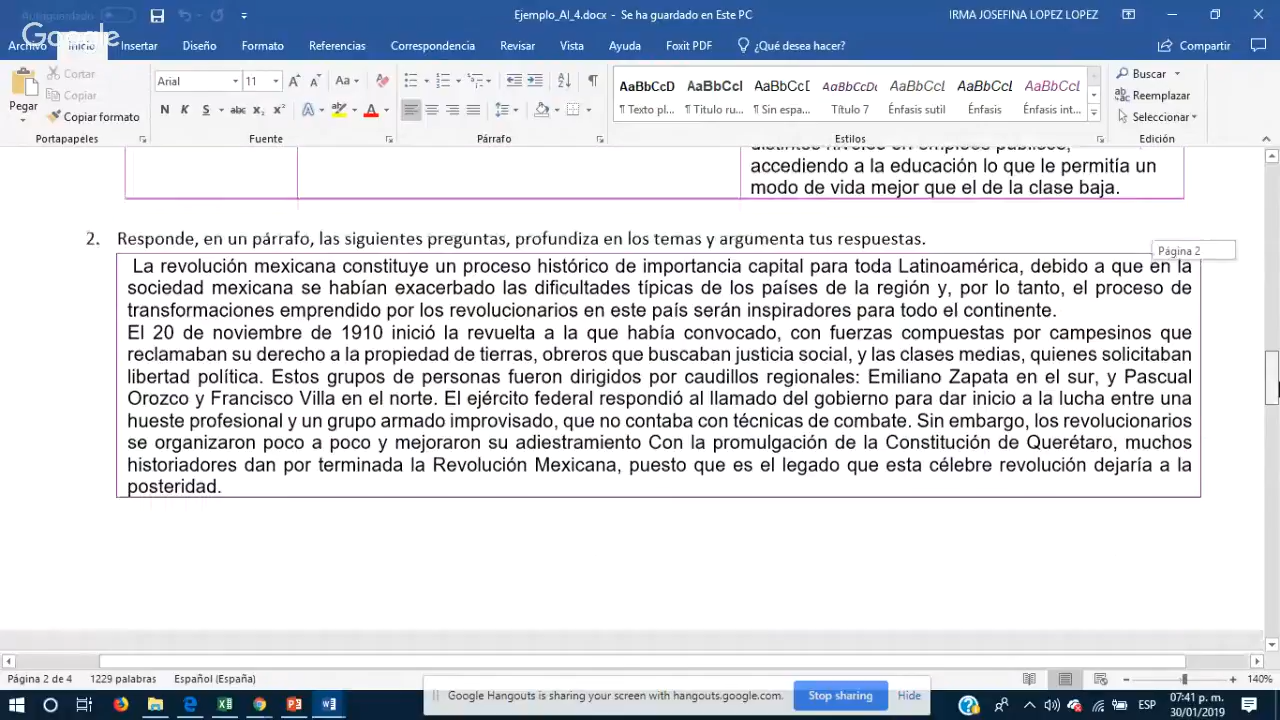 Autoguardado
Ejemplo_AI_4.docx - Se ha guardado en Este PC
IRMA JOSEFINA LOPEZ LOPEZ
Google
Archivo Inicio Insertar Diseño Formato Referencias Correspondencia Revisar Vista Ayuda Foxit PDF ¿Qué desea hacer? Compartir
Pegar
Cortar
Copiar
Copiar formato
Portapapeles
Arial 11
Aa
N K S abc x₂ x²
Fuente
Párrafo
AaBbCcD AaBbCcI AaBbCcD AaBbCcDı AaBbCcI AaBbCcI AaBbCcI
¶ Texto pl... ¶ Título ru... ¶ Sin espa... Título 7 Énfasis sutil Énfasis Énfasis int...
Estilos
Buscar
Reemplazar
Seleccionar
Edición
distintos niveles en empleos públicos,
accediendo a la educación lo que le permitía un
modo de vida mejor que el de la clase baja.
2. Responde, en un párrafo, las siguientes preguntas, profundiza en los temas y argumenta tus respuestas.
Página 2
La revolución mexicana constituye un proceso histórico de importancia capital para toda Latinoamérica, debido a que en la
sociedad mexicana se habían exacerbado las dificultades típicas de los países de la región y, por lo tanto, el proceso de
transformaciones emprendido por los revolucionarios en este país serán inspiradores para todo el continente.
El 20 de noviembre de 1910 inició la revuelta a la que había convocado, con fuerzas compuestas por campesinos que
reclamaban su derecho a la propiedad de tierras, obreros que buscaban justicia social, y las clases medias, quienes solicitaban
libertad política. Estos grupos de personas fueron dirigidos por caudillos regionales: Emiliano Zapata en el sur, y Pascual
Orozco y Francisco Villa en el norte. El ejército federal respondió al llamado del gobierno para dar inicio a la lucha entre una
hueste profesional y un grupo armado improvisado, que no contaba con técnicas de combate. Sin embargo, los revolucionarios
se organizaron poco a poco y mejoraron su adiestramiento Con la promulgación de la Constitución de Querétaro, muchos
historiadores dan por terminada la Revolución Mexicana, puesto que es el legado que esta célebre revolución dejaría a la
posteridad.
Página 2 de 4 1229 palabras Español (España)
140%
Google Hangouts is sharing your screen with hangouts.google.com. Stop sharing Hide
ESP
07:41 p. m.
30/01/2019